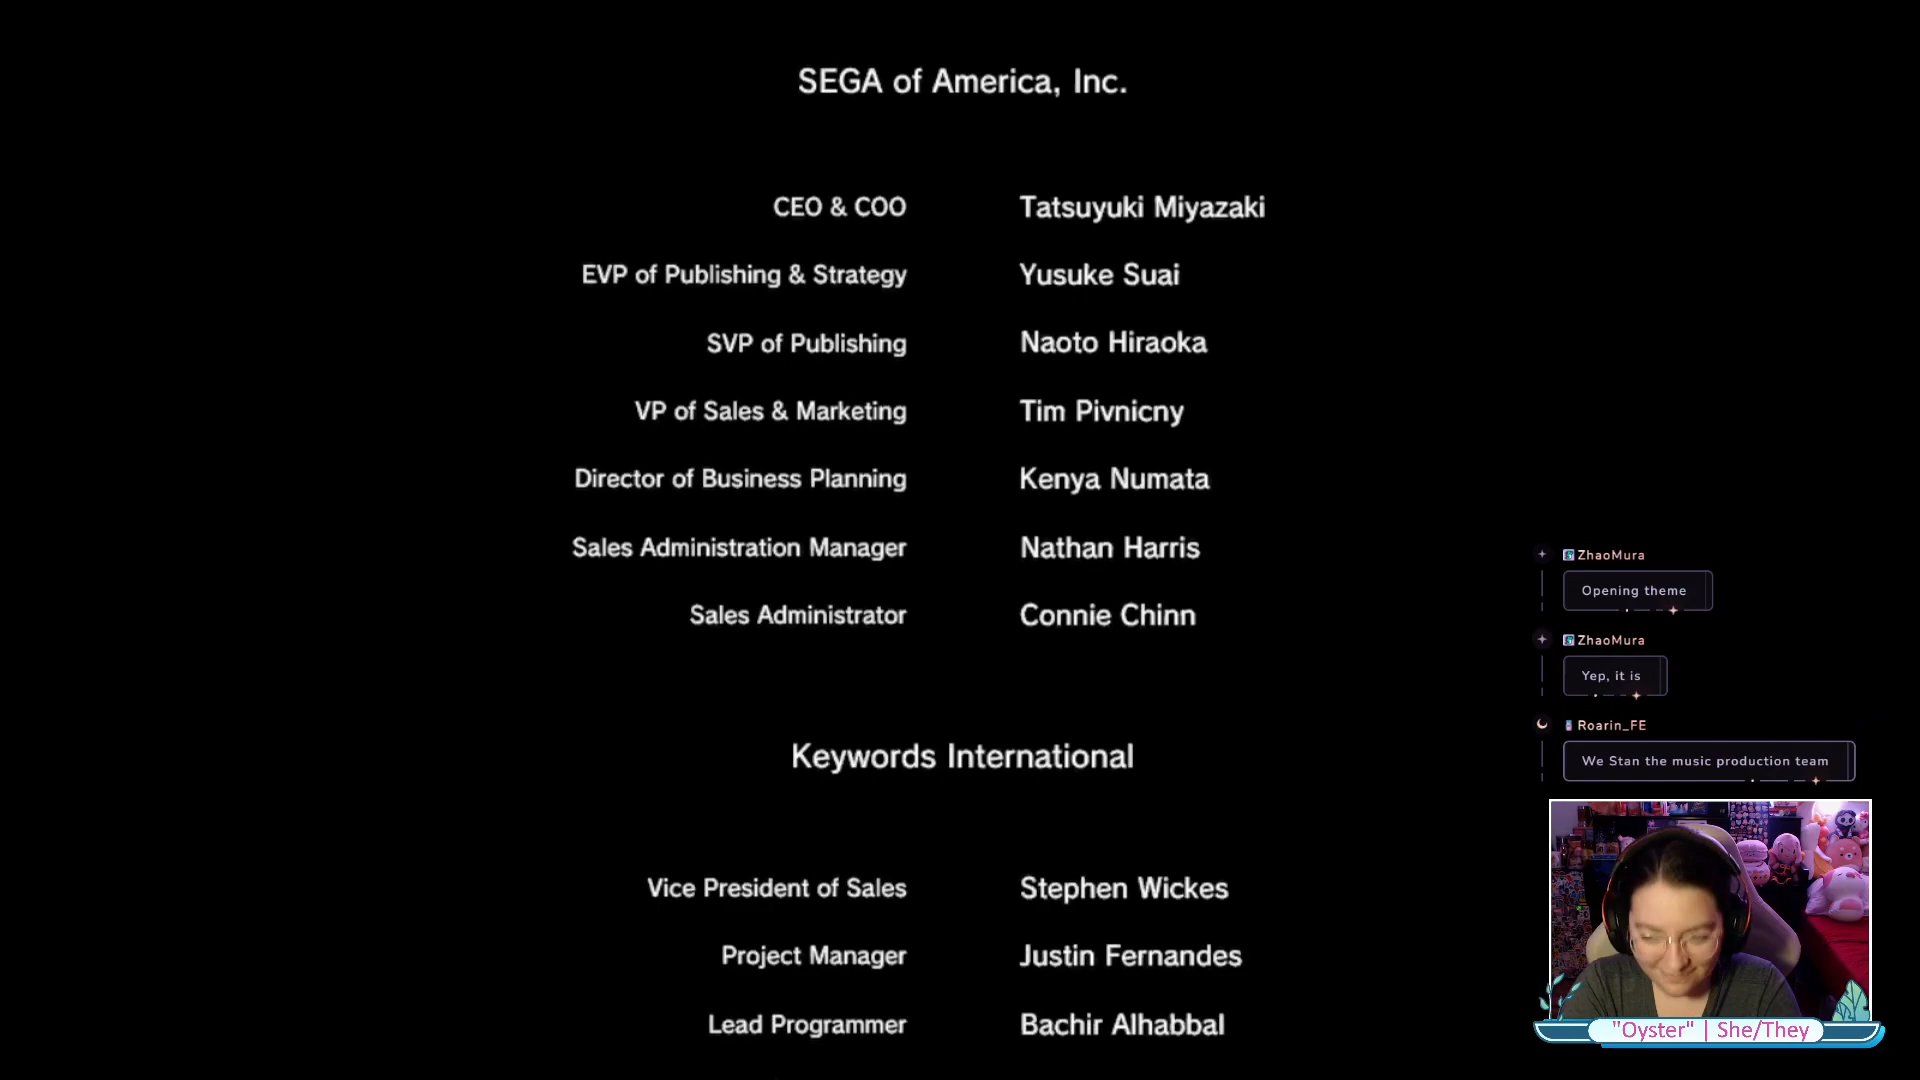 SEGA of America, Inc.
CEO & COO Tatsuyuki Miyazaki
EVP of Publishing & Strategy Yusuke Suai
SVP of Publishing Naoto Hiraoka
VP of Sales & Marketing Tim Pivnicny
Director of Business Planning Kenya Numata
Sales Administration Manager Nathan Harris
Sales Administrator Connie Chinn
Keywords International
Vice President of Sales Stephen Wickes
Project Manager Justin Fernandes
Lead Programmer Bachir Alhabbal
ZhaoMura
Opening theme
ZhaoMura
Yep, it is
Roarin_FE
We Stan the music production team
"Oyster" | She/They